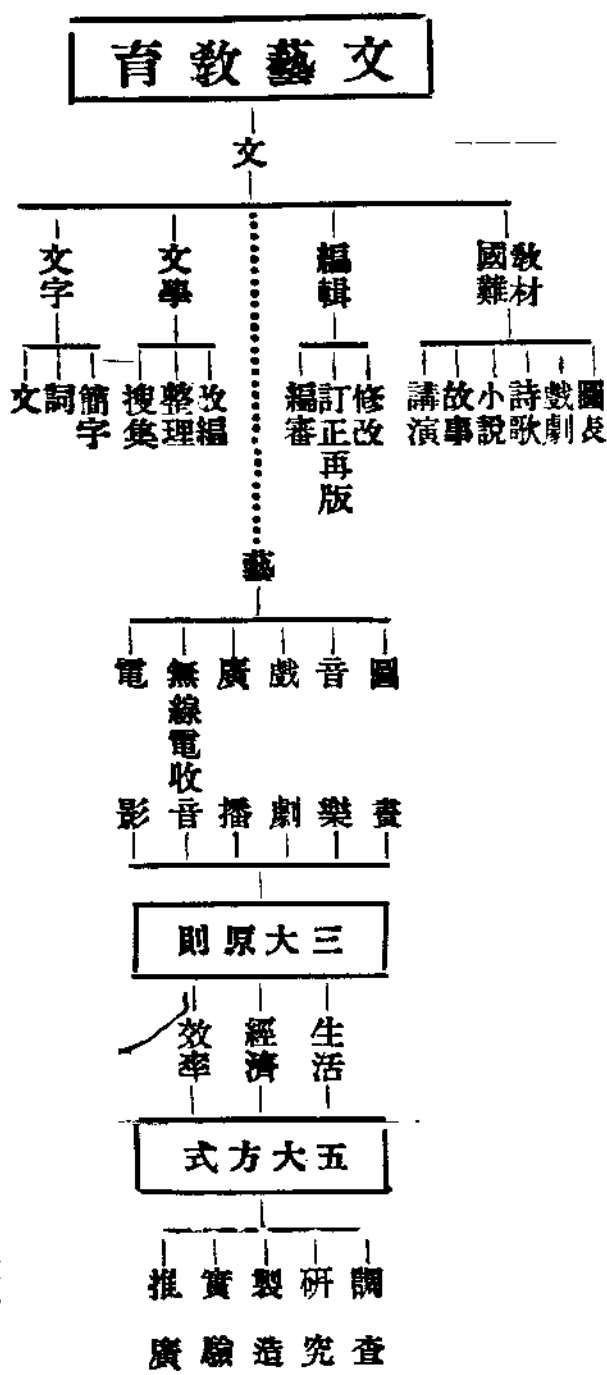 文藝教育
文
國難教材
編輯
文學
文字
圖表
戲劇
詩歌
小說
故事
講演
修改
訂正再版
編審
改編
整理
搜集
簡字
詞
文
藝
圖畫
音樂
戲劇
廣播
無線電收音
電影
三大原則
生活
經濟
效率
五大方式
調查
研究
製造
實驗
推廣